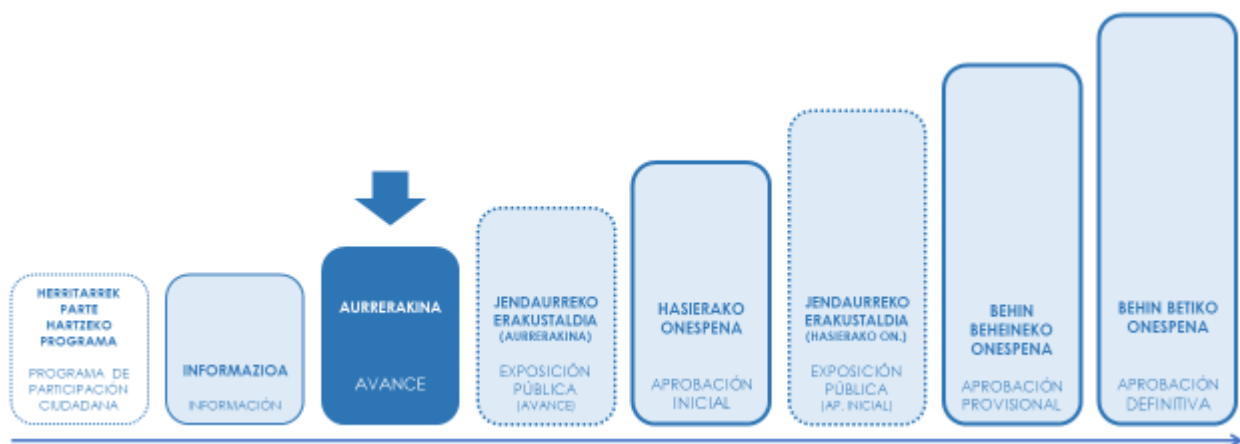 HERRITARREK
PARTE
HARTZEKO
PROGRAMA
PROGRAMA DE
PARTICIPACIÓN
CIUDADANA
INFORMAZIOA
INFORMACIÓN
AURRERAKINA
AVANCE
JENDAURREKO
ERAKUSTALDIA
(AURRERAKINA)
EXPOSICIÓN
PÚBLICA
(AVANCE)
HASIERAKO
ONESPENA
APROBACIÓN
INICIAL
JENDAURREKO
ERAKUSTALDIA
(HASIERAKO ON.)
EXPOSICIÓN
PÚBLICA
(AP. INICIAL)
BEHIN
BEHEINEKO
ONESPENA
APROBACIÓN
PROVISIONAL
BEHIN BETIKO
ONESPENA
APROBACIÓN
DEFINITIVA